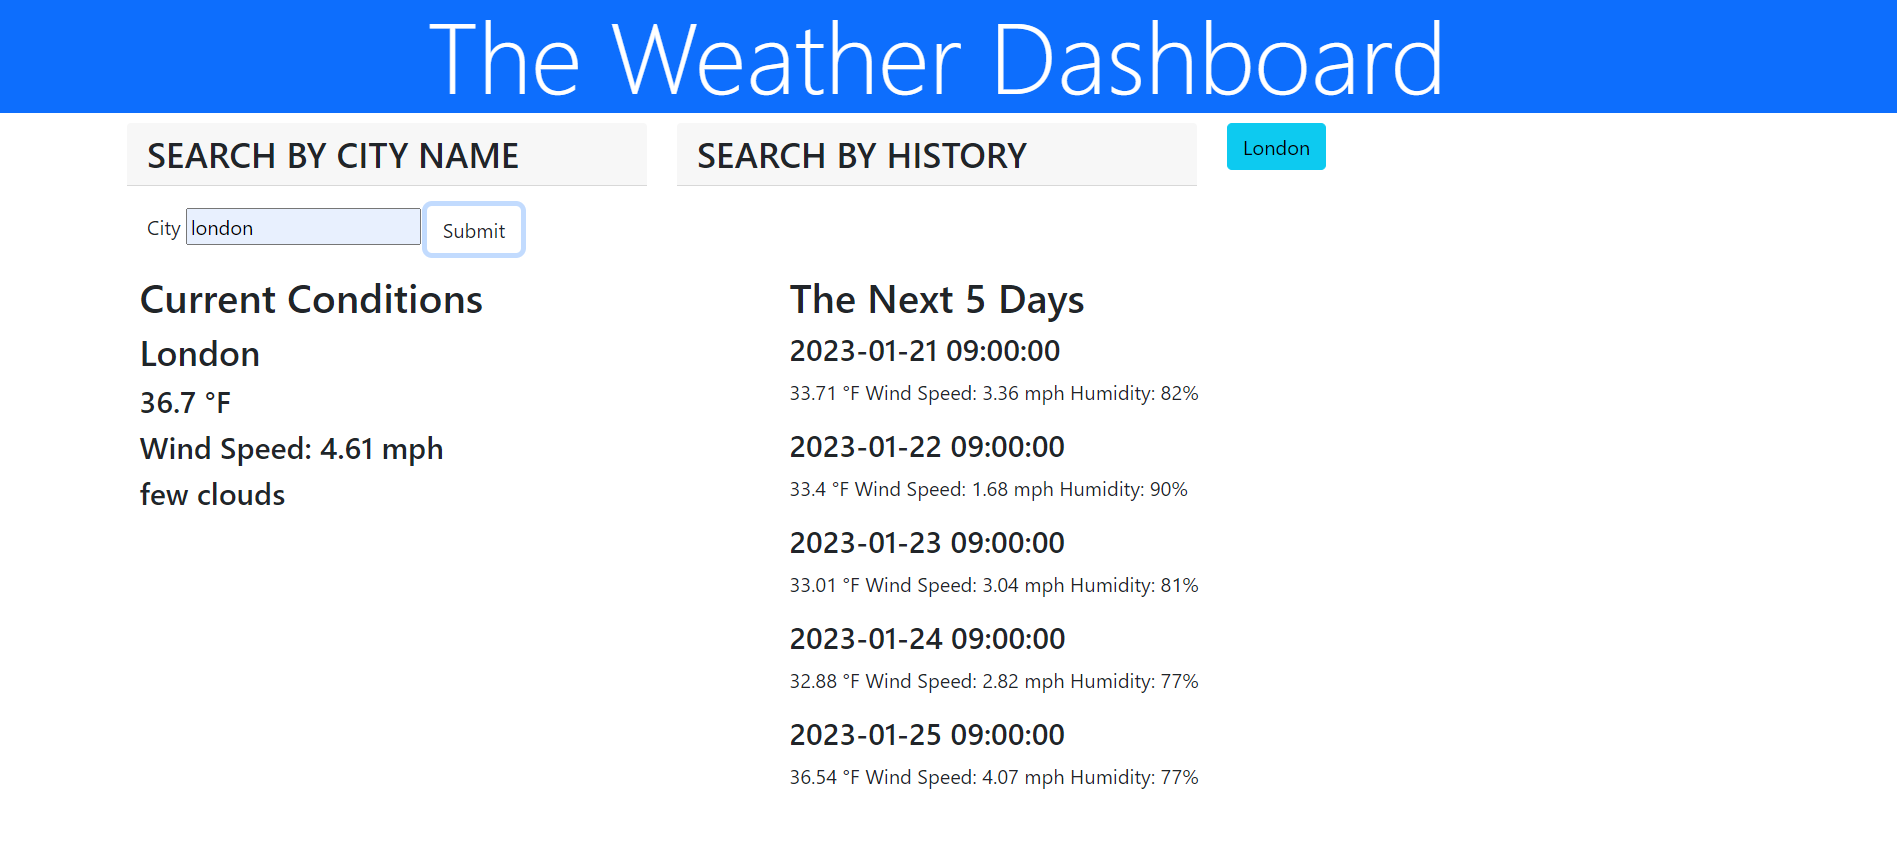 The Weather Dashboard
SEARCH BY CITY NAME
SEARCH BY HISTORY
London
City london Submit
Current Conditions
London
36.7 °F
Wind Speed: 4.61 mph
few clouds
The Next 5 Days
2023-01-21 09:00:00
33.71 °F Wind Speed: 3.36 mph Humidity: 82%
2023-01-22 09:00:00
33.4 °F Wind Speed: 1.68 mph Humidity: 90%
2023-01-23 09:00:00
33.01 °F Wind Speed: 3.04 mph Humidity: 81%
2023-01-24 09:00:00
32.88 °F Wind Speed: 2.82 mph Humidity: 77%
2023-01-25 09:00:00
36.54 °F Wind Speed: 4.07 mph Humidity: 77%